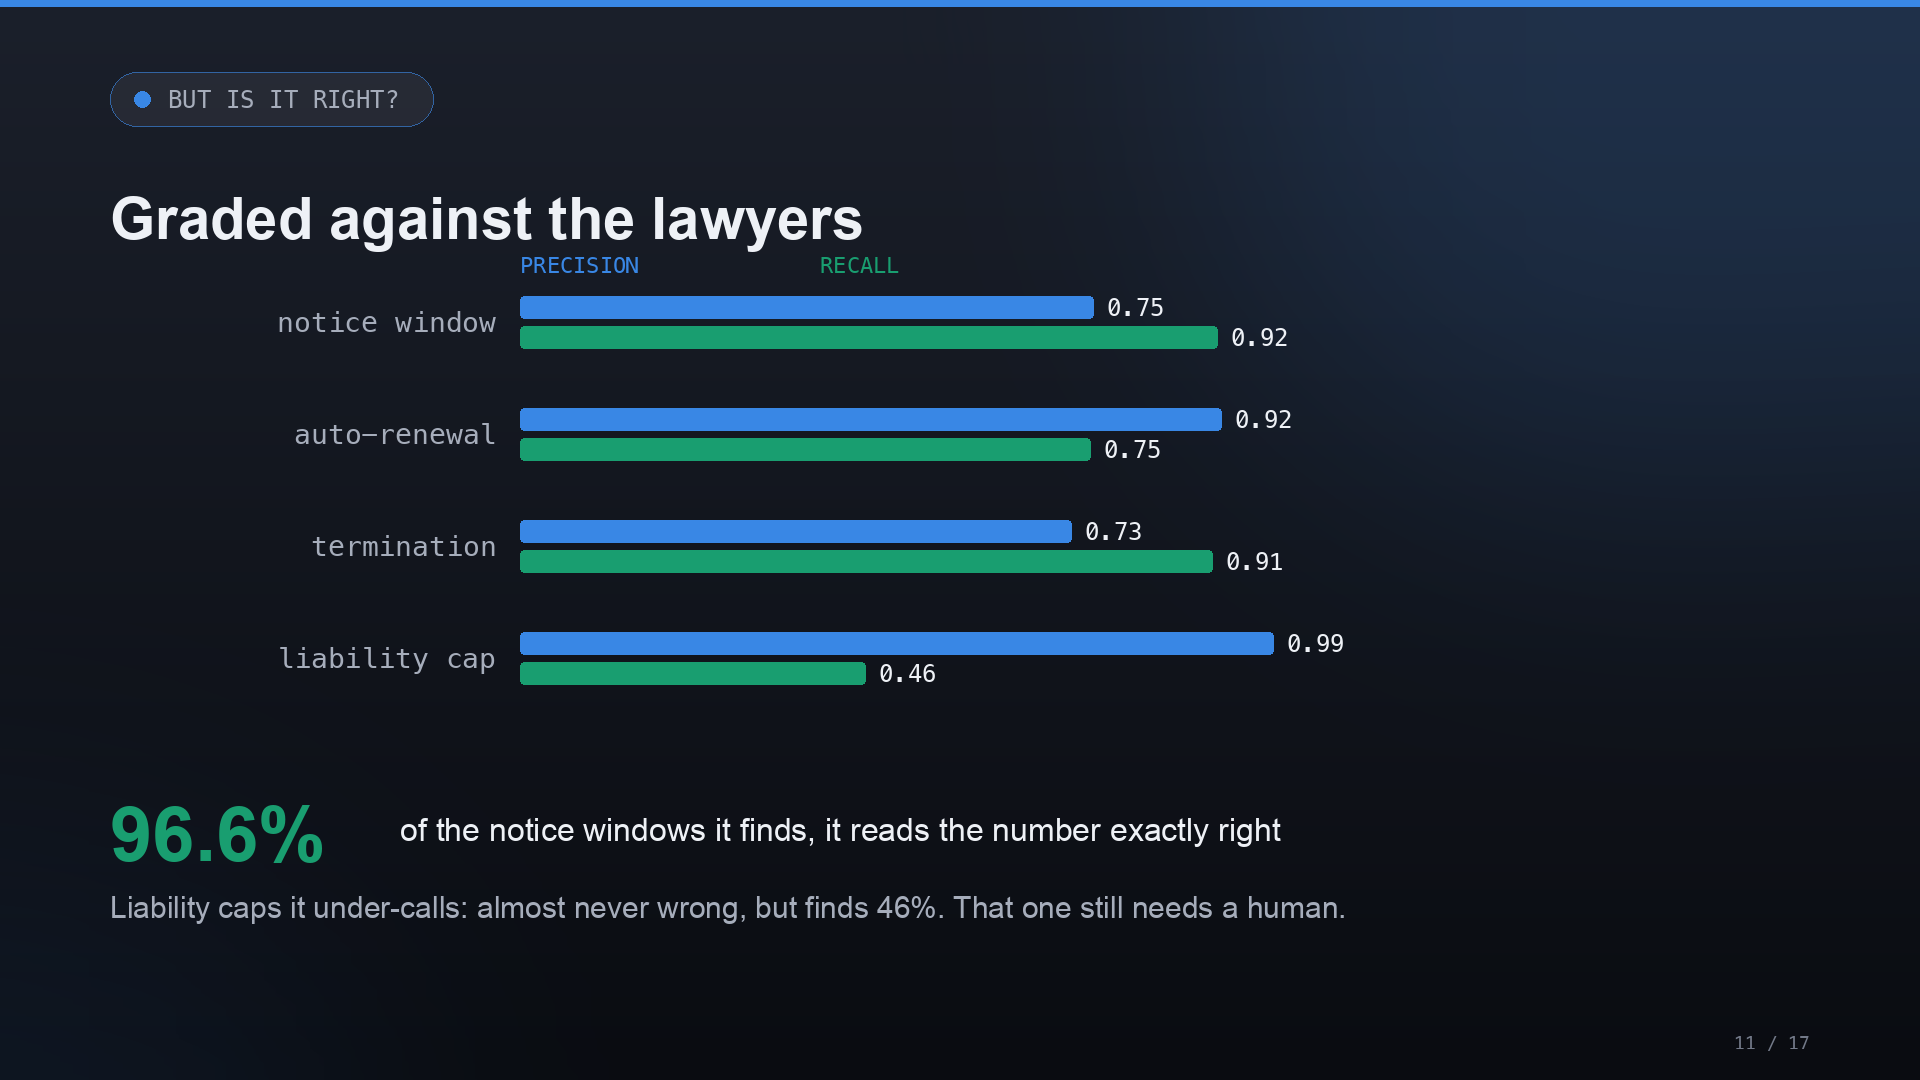 BUT IS IT RIGHT?
Graded against the lawyers
PRECISION RECALL
notice window 0.75
0.92
auto−renewal 0.92
0.75
termination 0.73
0.91
liability cap 0.99
0.46
96.6% of the notice windows it finds, it reads the number exactly right
Liability caps it under-calls: almost never wrong, but finds 46%. That one still needs a human.
11 / 17